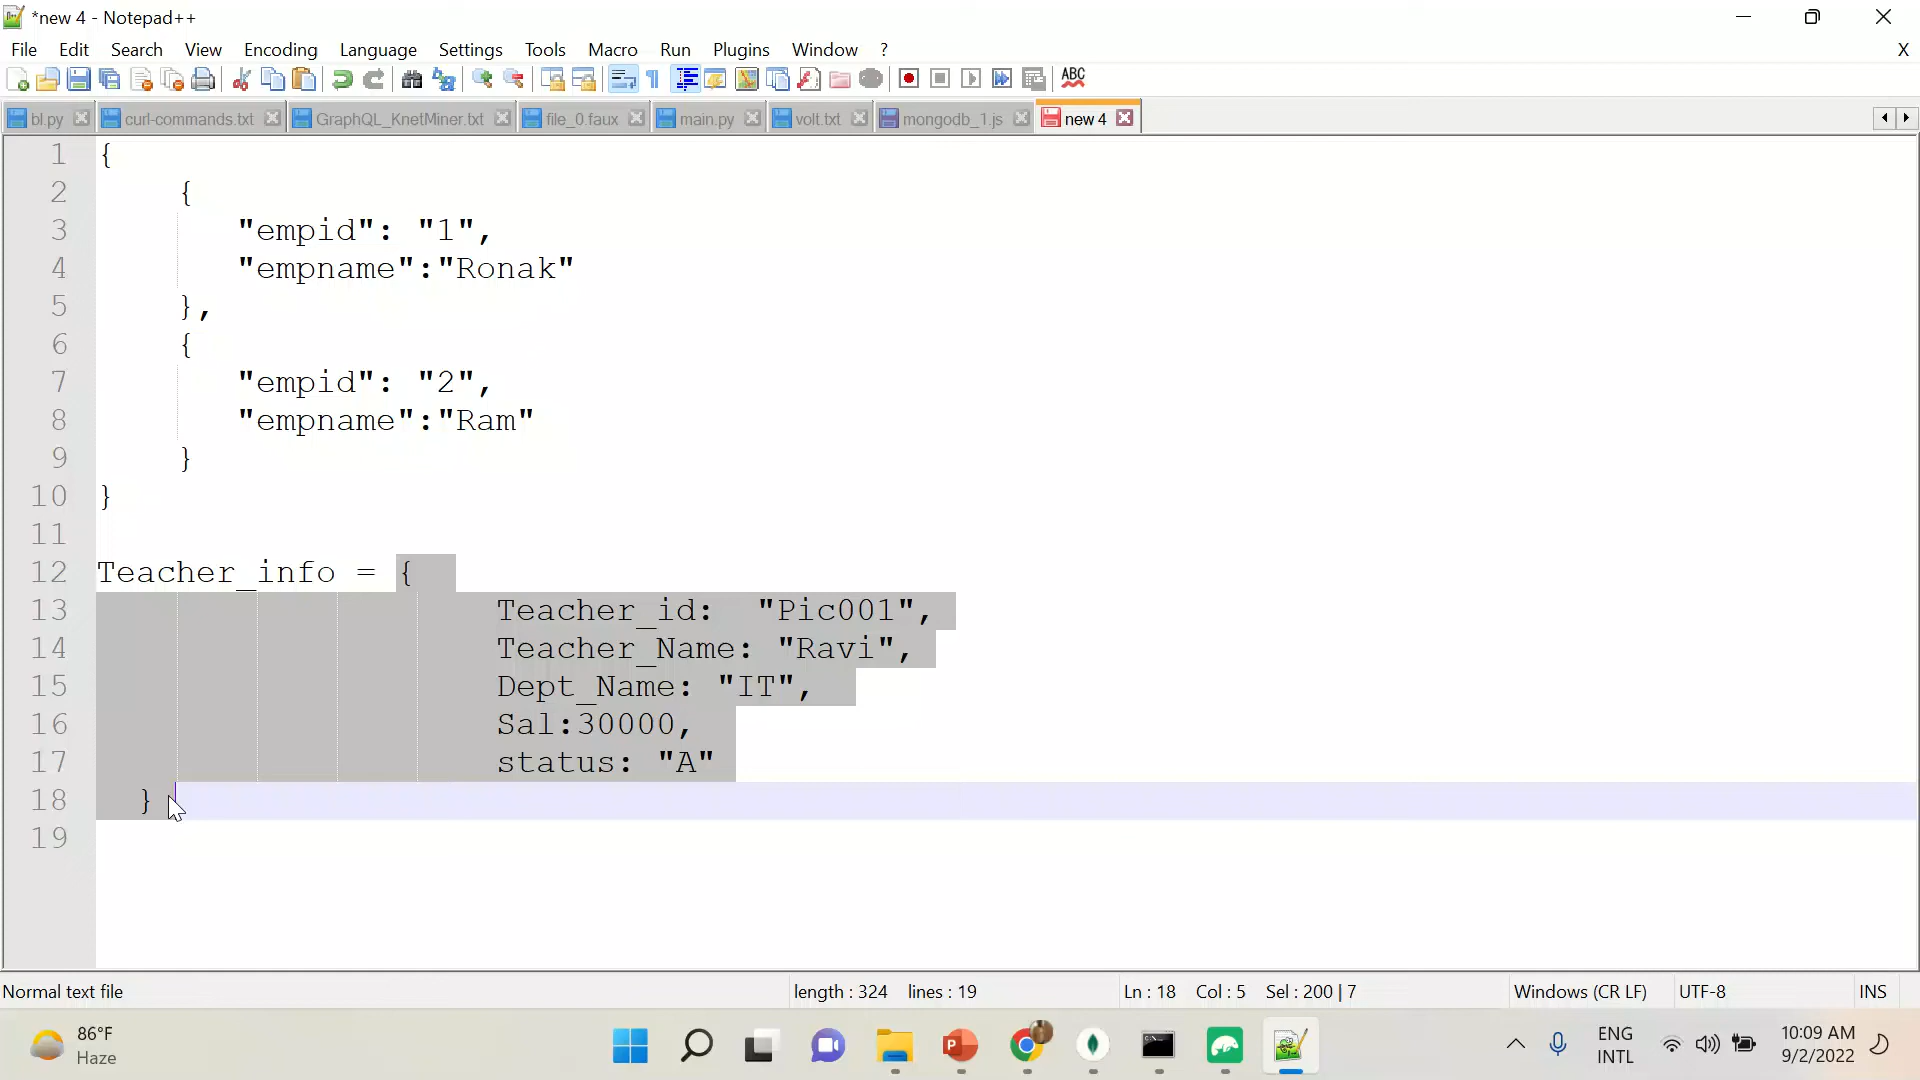 *new 4 - Notepad++
File Edit Search View Encoding Language Settings Tools Macro Run Plugins Window ? X
ABC
bl.py curl-commands.txt GraphQL_KnetMiner.txt file_0.faux main.py volt.txt mongodb_1.js new 4
1 {
2 {
3 "empid": "1",
4 "empname":"Ronak"
5 },
6 {
7 "empid": "2",
8 "empname":"Ram"
9 }
10 }
11
12 Teacher_info = {
13 Teacher_id: "Pic001",
14 Teacher_Name: "Ravi",
15 Dept_Name: "IT",
16 Sal:30000,
17 status: "A"
18 }
19
Normal text file length : 324 lines : 19 Ln : 18 Col : 5 Sel : 200 | 7 Windows (CR LF) UTF-8 INS
86°F
Haze
ENG
INTL
10:09 AM
9/2/2022